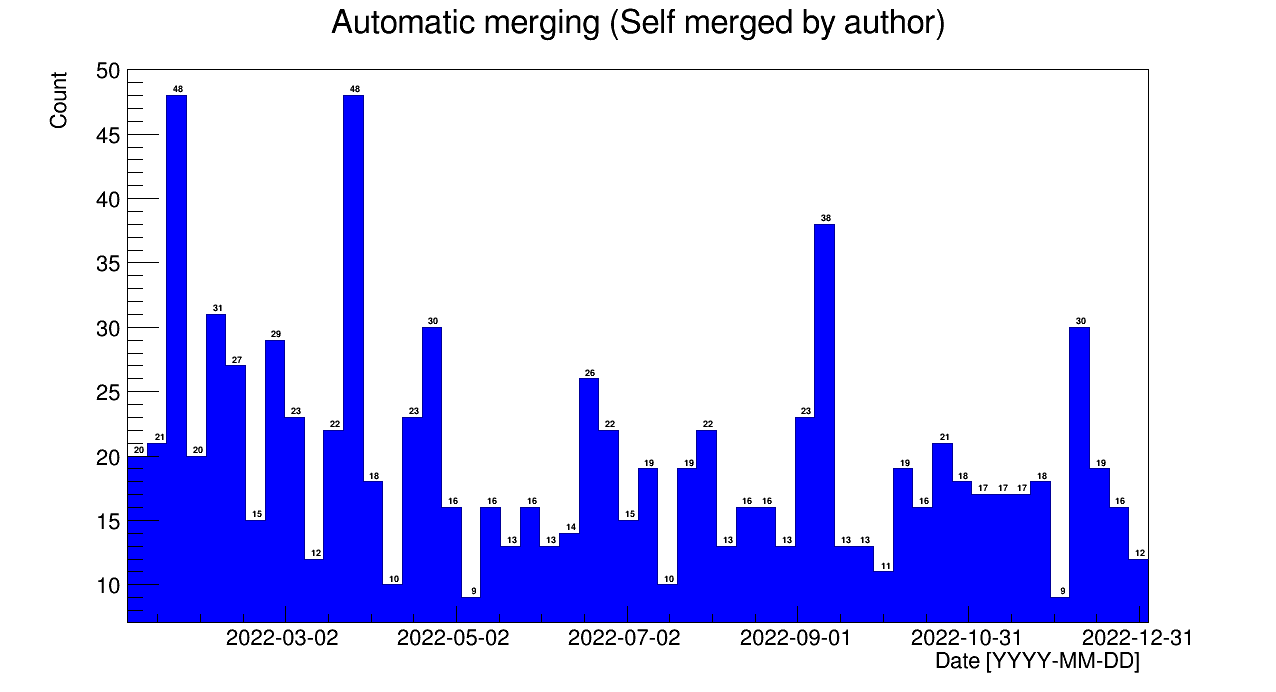 Automatic merging (Self merged by author)
Count
50
45
40
35
30
25
20
15
10
20 21 48 20 31 27 15 29 23 12 22 48 18 10 23 30 16 9 16 13 16 13 14 26 22 15 19 10 19 22 13 16 16 13 23 38 13 13 11 19 16 21 18 17 17 17 18 9 30 19 16 12
2022-03-02 2022-05-02 2022-07-02 2022-09-01 2022-10-31 2022-12-31
Date [YYYY-MM-DD]